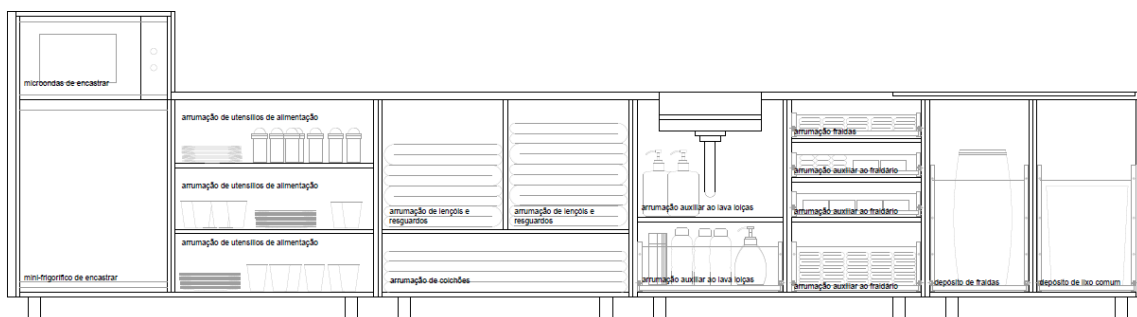 microondas de encastrar
arrumação de utensílios de alimentação
arrumação de utensílios de alimentação
arrumação de utensílios de alimentação
mini-frigorífico de encastrar
arrumação de lençóis e
resguardos
arrumação de lençóis e
resguardos
arrumação de colchões
arrumação auxiliar ao lava loiças
arrumação auxiliar ao lava loiças
arrumação fraldas
arrumação auxiliar ao fraldário
arrumação auxiliar ao fraldário
arrumação auxiliar ao fraldário
depósito de fraldas
depósito de lixo comum